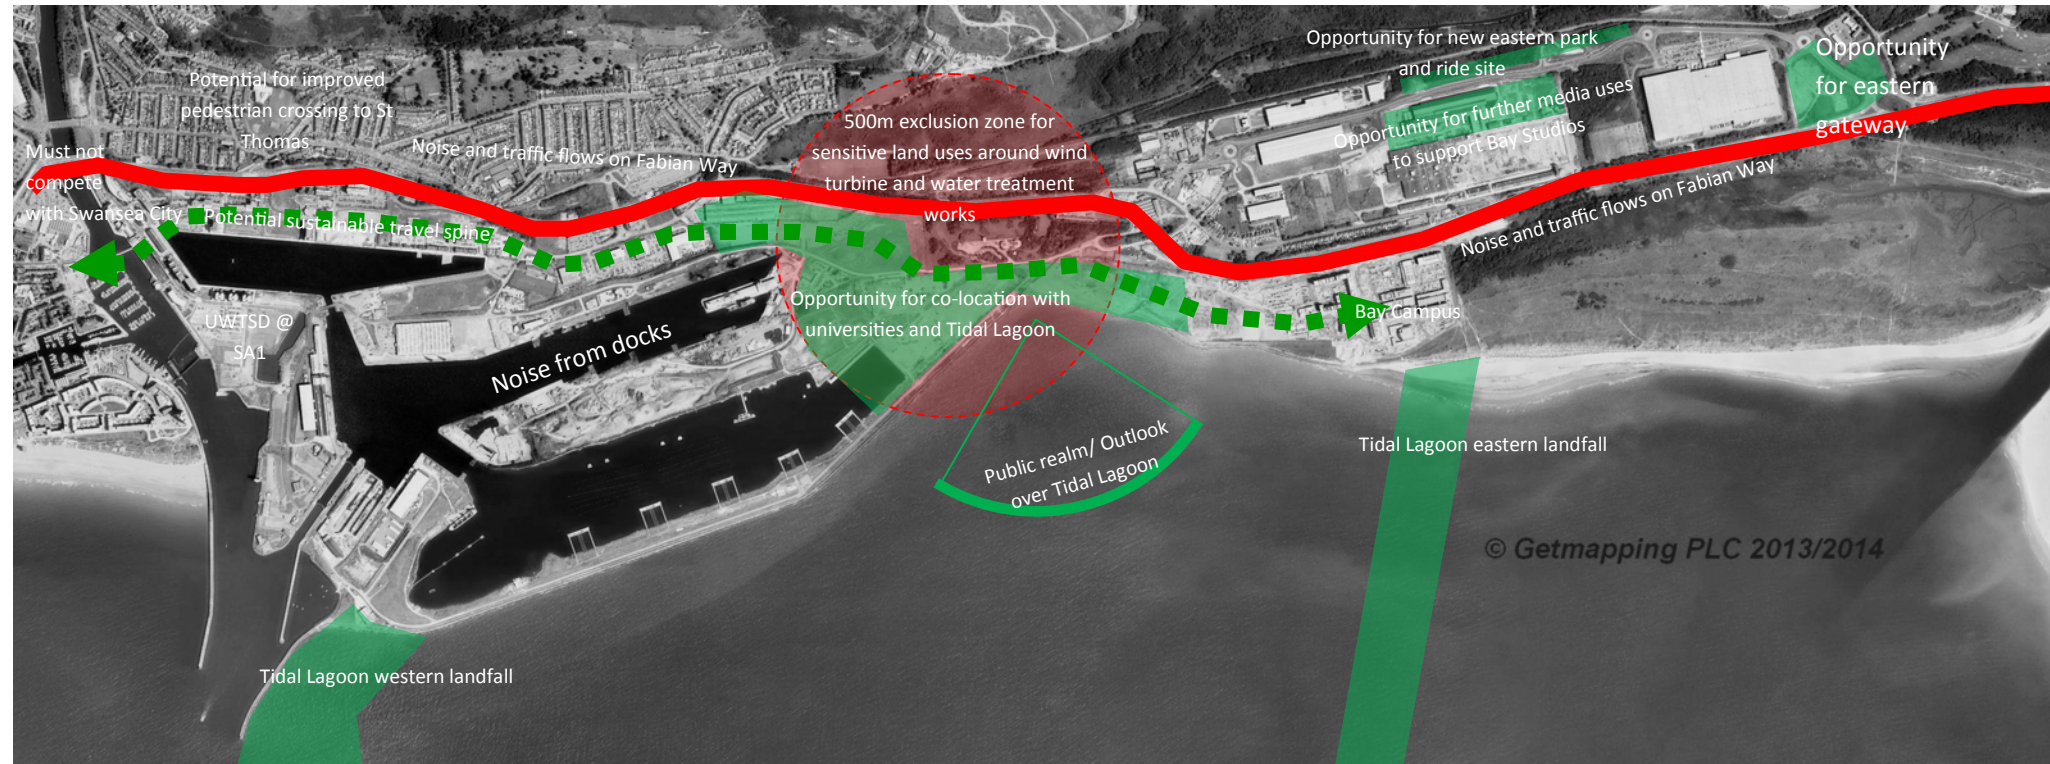 Potential for improved
pedestrian crossing to St
Thomas
Must not
compete
with Swansea City
Potential sustainable travel spine
Noise and traffic flows on Fabian Way
500m exclusion zone for
sensitive land uses around wind
turbine and water treatment
works
Opportunity for new eastern park
and ride site
Opportunity for further media uses
to support Bay Studios
Opportunity
for eastern
gateway
Noise and traffic flows on Fabian Way
UWTSD @
SA1
Noise from docks
Opportunity for co-location with
universities and Tidal Lagoon
Bay Campus
Public realm/ Outlook
over Tidal Lagoon
Tidal Lagoon eastern landfall
© Getmapping PLC 2013/2014
Tidal Lagoon western landfall